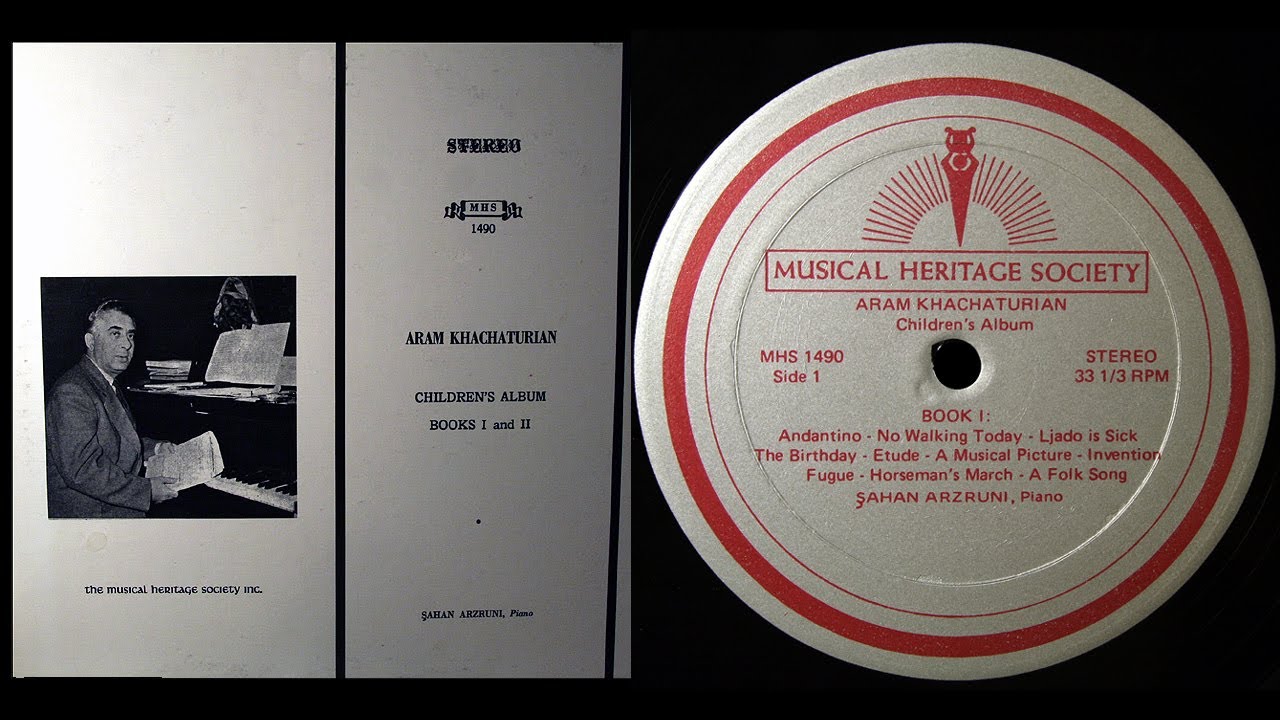 the musical heritage society inc.
STEREO
MHS
1490
ARAM KHACHATURIAN
CHILDREN'S ALBUM
BOOKS I and II
ŞAHAN ARZRUNI, Piano
MUSICAL HERITAGE SOCIETY
ARAM KHACHATURIAN
Children's Album
MHS 1490
Side 1
STEREO
33 1/3 RPM
BOOK I:
Andantino - No Walking Today - Ljado is Sick
The Birthday - Etude - A Musical Picture - Invention
Fugue - Horseman's March - A Folk Song
ŞAHAN ARZRUNI, Piano